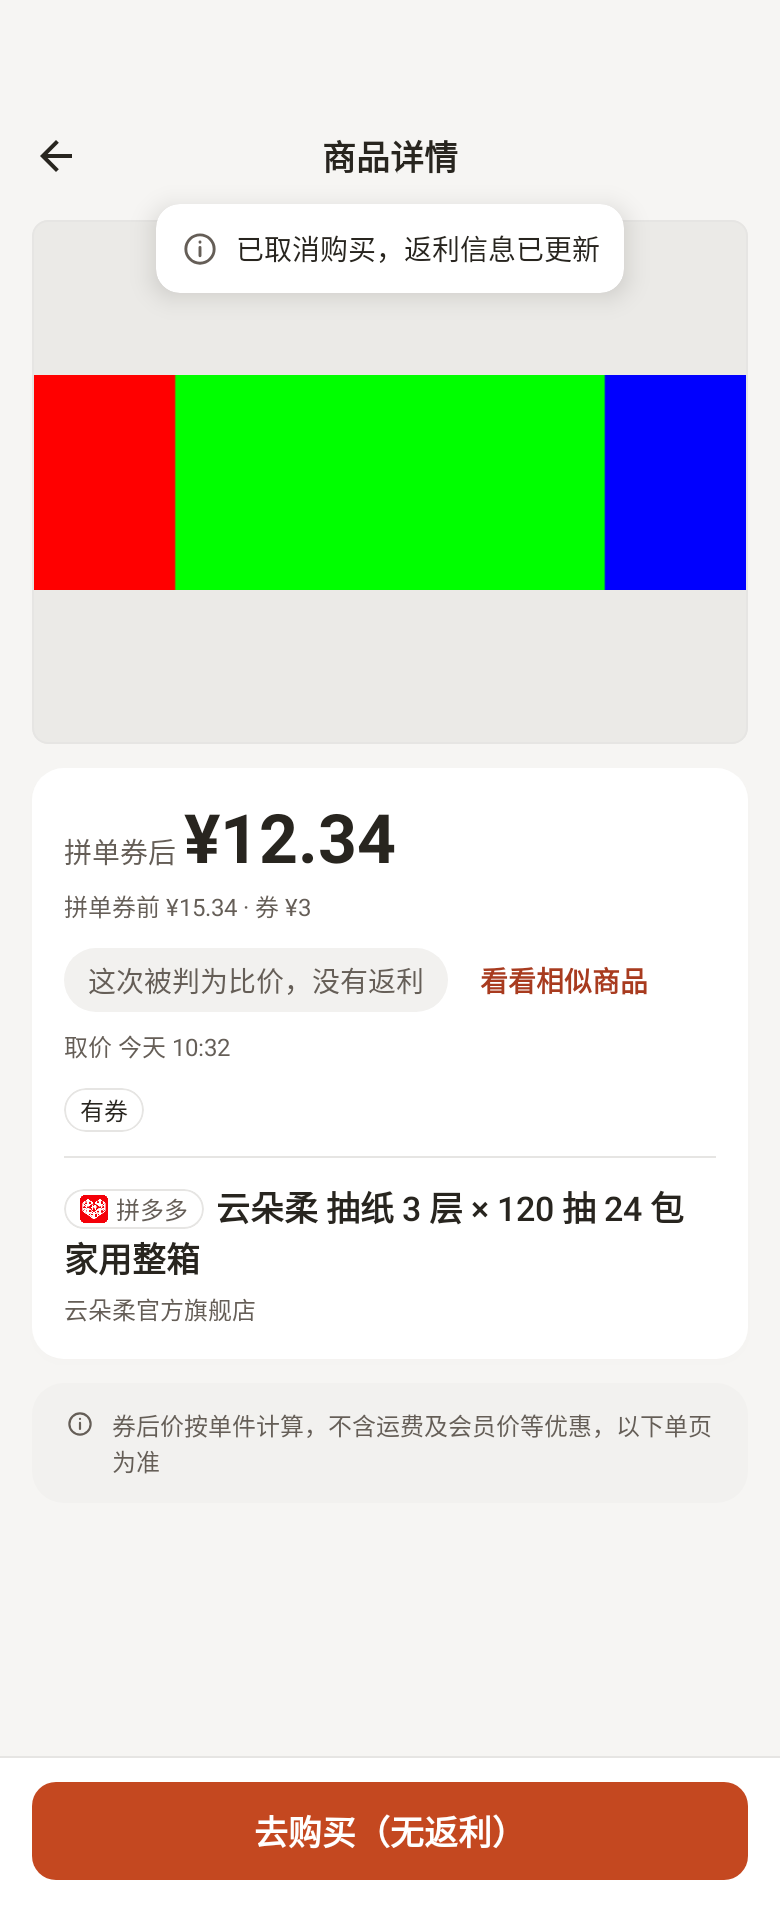 商品详情
已取消购买，返利信息已更新
拼单券后 ¥12.34
拼单券前 ¥15.34 · 券 ¥3
这次被判为比价，没有返利 看看相似商品
取价 今天 10:32
有券
拼多多 云朵柔 抽纸 3 层 × 120 抽 24 包
家用整箱
云朵柔官方旗舰店
券后价按单件计算，不含运费及会员价等优惠，以下单页
为准
去购买（无返利）